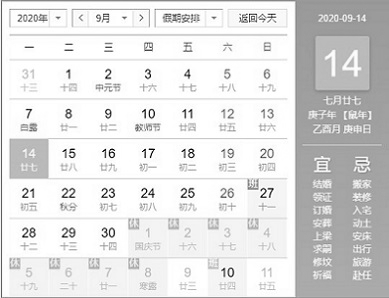 2020年 9月 假期安排 返回今天
一 二 三 四 五 六 日
31 1 2 3 4 5 6
十三 十四 中元节 十六 十七 十八 十九
7 8 9 10 11 12 13
白露 廿一 廿二 教师节 廿四 廿五 廿六
14 15 16 17 18 19 20
廿七 廿八 廿九 初一 初二 初三 初四
班
21 22 23 24 25 26 27
初五 秋分 初七 初八 初九 初十 十一
休 休 休 休
28 29 30 1 2 3 4
十二 十三 十四 国庆节 十六 十七 十八
休 休 休 休 班
5 6 7 8 9 10 11
十九 二十 廿一 寒露 廿三 廿四 廿五
2020-09-14
14
七月廿七
庚子年 【鼠年】
乙酉月 庚申日
宜 忌
结婚 搬家
领证 装修
订婚 入宅
安葬 动土
上梁 安床
求嗣 出行
修坟 旅游
祈福 赴任